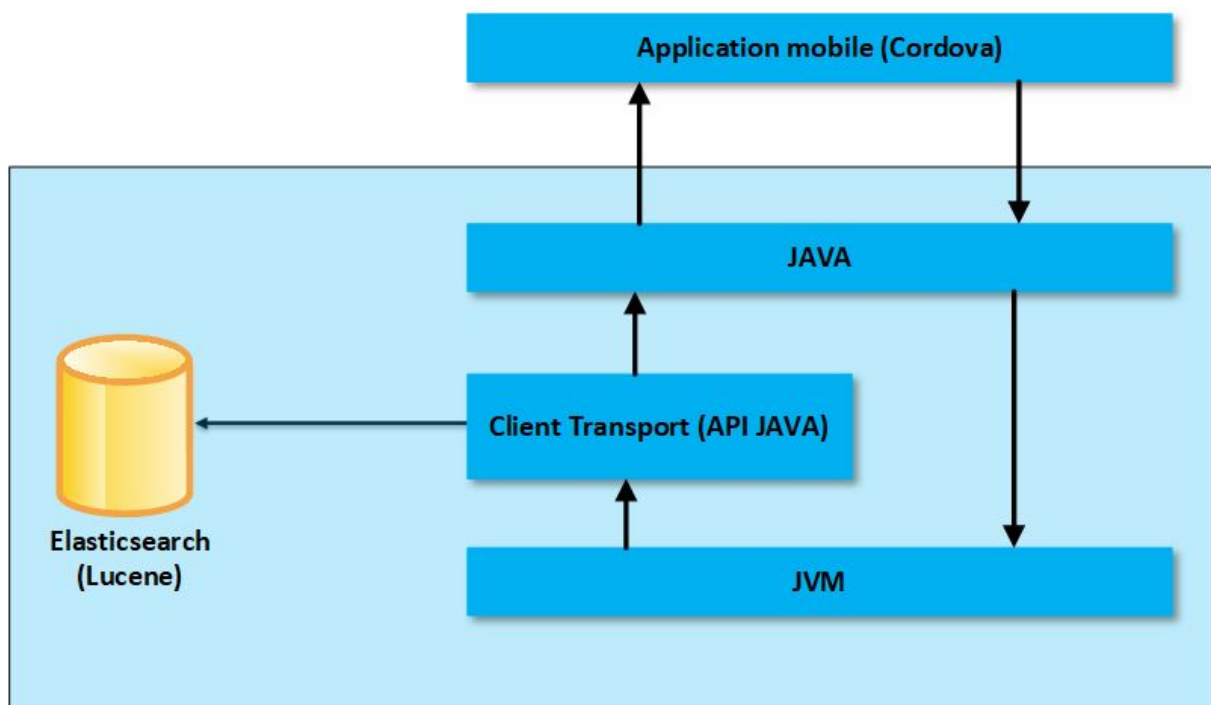 Application mobile (Cordova)
JAVA
Client Transport (API JAVA)
Elasticsearch
(Lucene)
JVM